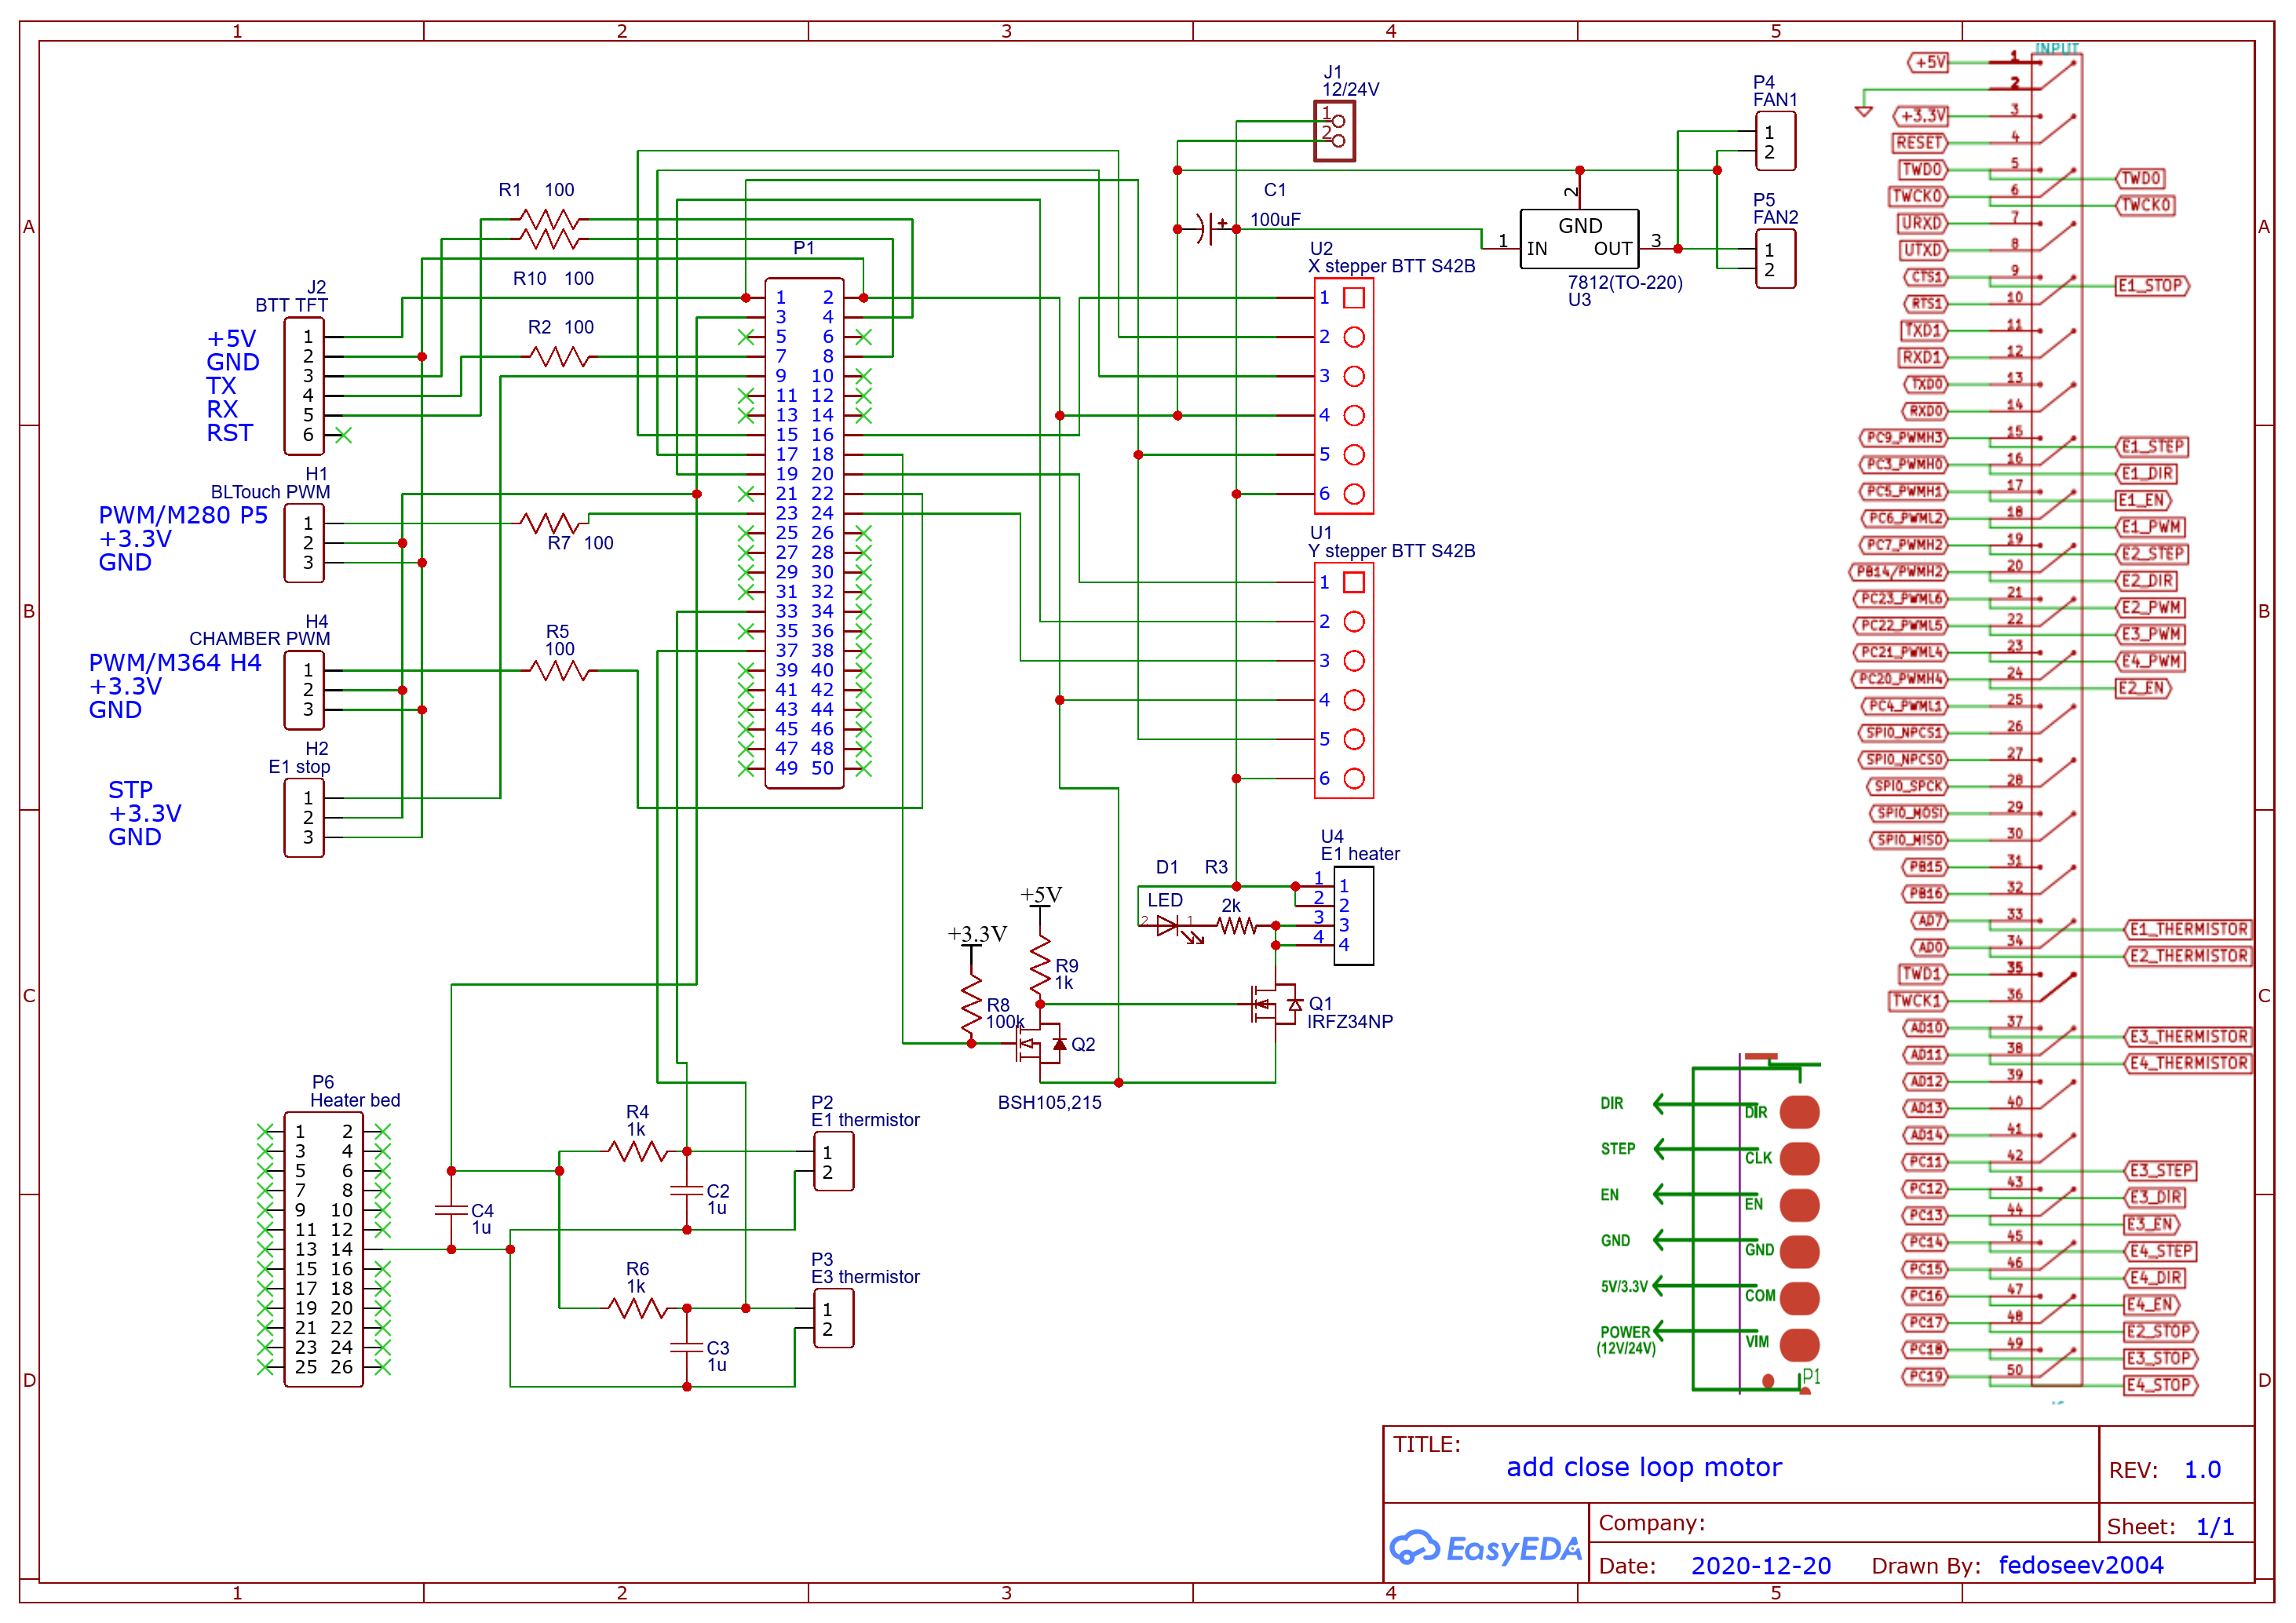 1 2 3 4 5
A
B
C
D
A
B
C
D
1 2 3 4 5
R1 100
R10 100
R2 100
J2
BTT TFT
+5V
GND
TX
RX
RST
1
2
3
4
5
6
H1
BLTouch PWM
PWM/M280 P5
+3.3V
GND
1
2
3
R7 100
H4
CHAMBER PWM
PWM/M364 H4
+3.3V
GND
1
2
3
R5
100
H2
E1 stop
STP
+3.3V
GND
1
2
3
P1
1 2
3 4
5 6
7 8
9 10
11 12
13 14
15 16
17 18
19 20
21 22
23 24
25 26
27 28
29 30
31 32
33 34
35 36
37 38
39 40
41 42
43 44
45 46
47 48
49 50
J1
12/24V
1
2
C1
100uF
+
U2
X stepper BTT S42B
1
2
3
4
5
6
U1
Y stepper BTT S42B
1
2
3
4
5
6
2
GND
1 IN OUT 3
7812(TO-220)
U3
P4
FAN1
1
2
P5
FAN2
1
2
U4
E1 heater
1 1
2 2
3 3
4 4
D1 R3
LED 2k
2 1
+5V
+3.3V
R9
1k
R8
100k
Q2
BSH105,215
Q1
IRFZ34NP
P6
Heater bed
1 2
3 4
5 6
7 8
9 10
11 12
13 14
15 16
17 18
19 20
21 22
23 24
25 26
C4
1u
R4
1k
C2
1u
P2
E1 thermistor
1
2
R6
1k
C3
1u
P3
E3 thermistor
1
2
DIR DIR
STEP CLK
EN EN
GND GND
5V/3.3V COM
POWER VIM
(12V/24V)
P1
INPUT
+5V 1
2
+3.3V 3
RESET 4
TWD0 5 TWD0
TWCK0 6 TWCK0
URXD 7
UTXD 8
CTS1 9 E1_STOP
RTS1 10
TXD1 11
RXD1 12
TXD0 13
RXD0 14
PC9_PWMH3 15 E1_STEP
PC3_PWMH0 16 E1_DIR
PC5_PWMH1 17 E1_EN
PC6_PWML2 18 E1_PWM
PC7_PWMH2 19 E2_STEP
PB14/PWMH2 20 E2_DIR
PC23_PWML6 21 E2_PWM
PC22_PWML5 22 E3_PWM
PC21_PWML4 23 E4_PWM
PC20_PWMH4 24 E2_EN
PC4_PWML1 25
SPI0_NPCS1 26
SPI0_NPCS0 27
SPI0_SPCK 28
SPI0_MOSI 29
SPI0_MISO 30
PB15 31
PB16 32
AD7 33 E1_THERMISTOR
AD0 34 E2_THERMISTOR
TWD1 35
TWCK1 36
AD10 37 E3_THERMISTOR
AD11 38 E4_THERMISTOR
AD12 39
AD13 40
AD14 41
PC11 42 E3_STEP
PC12 43 E3_DIR
PC13 44 E3_EN
PC14 45 E4_STEP
PC15 46 E4_DIR
PC16 47 E4_EN
PC17 48 E2_STOP
PC18 49 E3_STOP
PC19 50 E4_STOP
TITLE:
add close loop motor
REV: 1.0
EasyEDA
Company:
Sheet: 1/1
Date: 2020-12-20 Drawn By: fedoseev2004